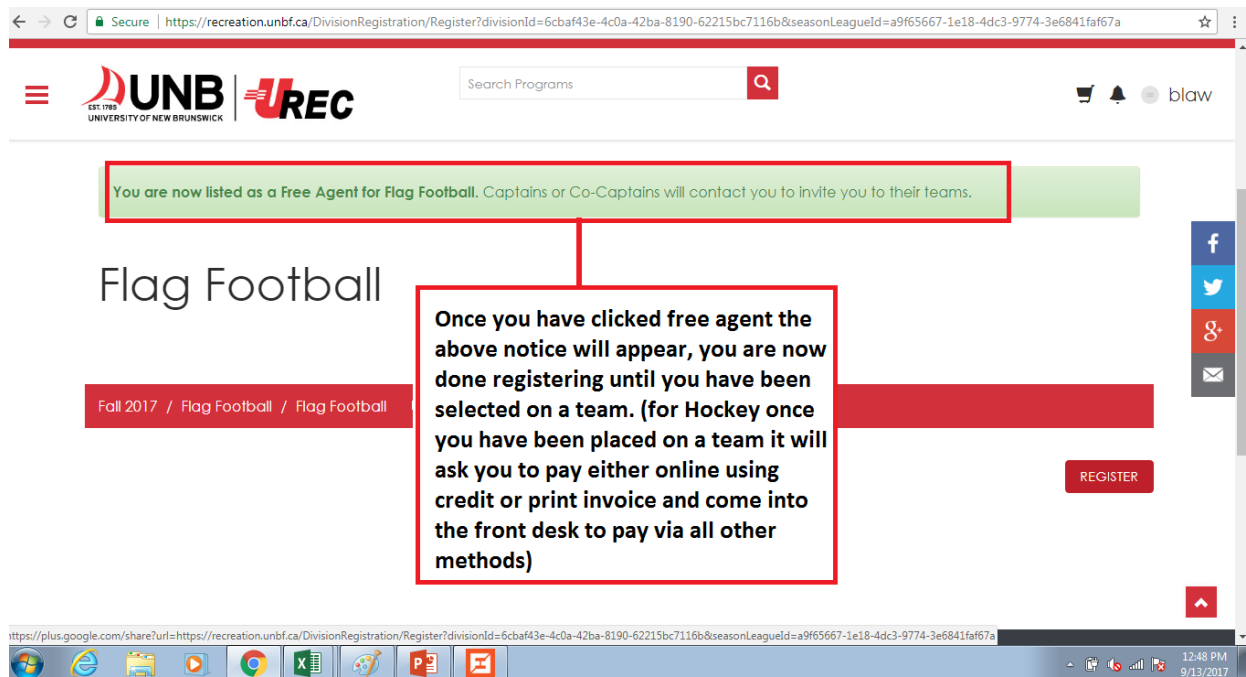 Secure | https://recreation.unbf.ca/DivisionRegistration/Register?divisionId=6cbaf43e-4c0a-42ba-8190-62215bc7116b&seasonLeagueId=a9f65667-1e18-4dc3-9774-3e6841faf67a
EST. 1785
UNB
UNIVERSITY OF NEW BRUNSWICK
UREC
Search Programs
blaw
You are now listed as a Free Agent for Flag Football. Captains or Co-Captains will contact you to invite you to their teams.
Flag Football
Once you have clicked free agent the
above notice will appear, you are now
done registering until you have been
selected on a team. (for Hockey once
you have been placed on a team it will
ask you to pay either online using
credit or print invoice and come into
the front desk to pay via all other
methods)
Fall 2017 / Flag Football / Flag Football
REGISTER
https://plus.google.com/share?url=https://recreation.unbf.ca/DivisionRegistration/Register?divisionId=6cbaf43e-4c0a-42ba-8190-62215bc7116b&seasonLeagueId=a9f65667-1e18-4dc3-9774-3e6841faf67a
12:48 PM
9/13/2017